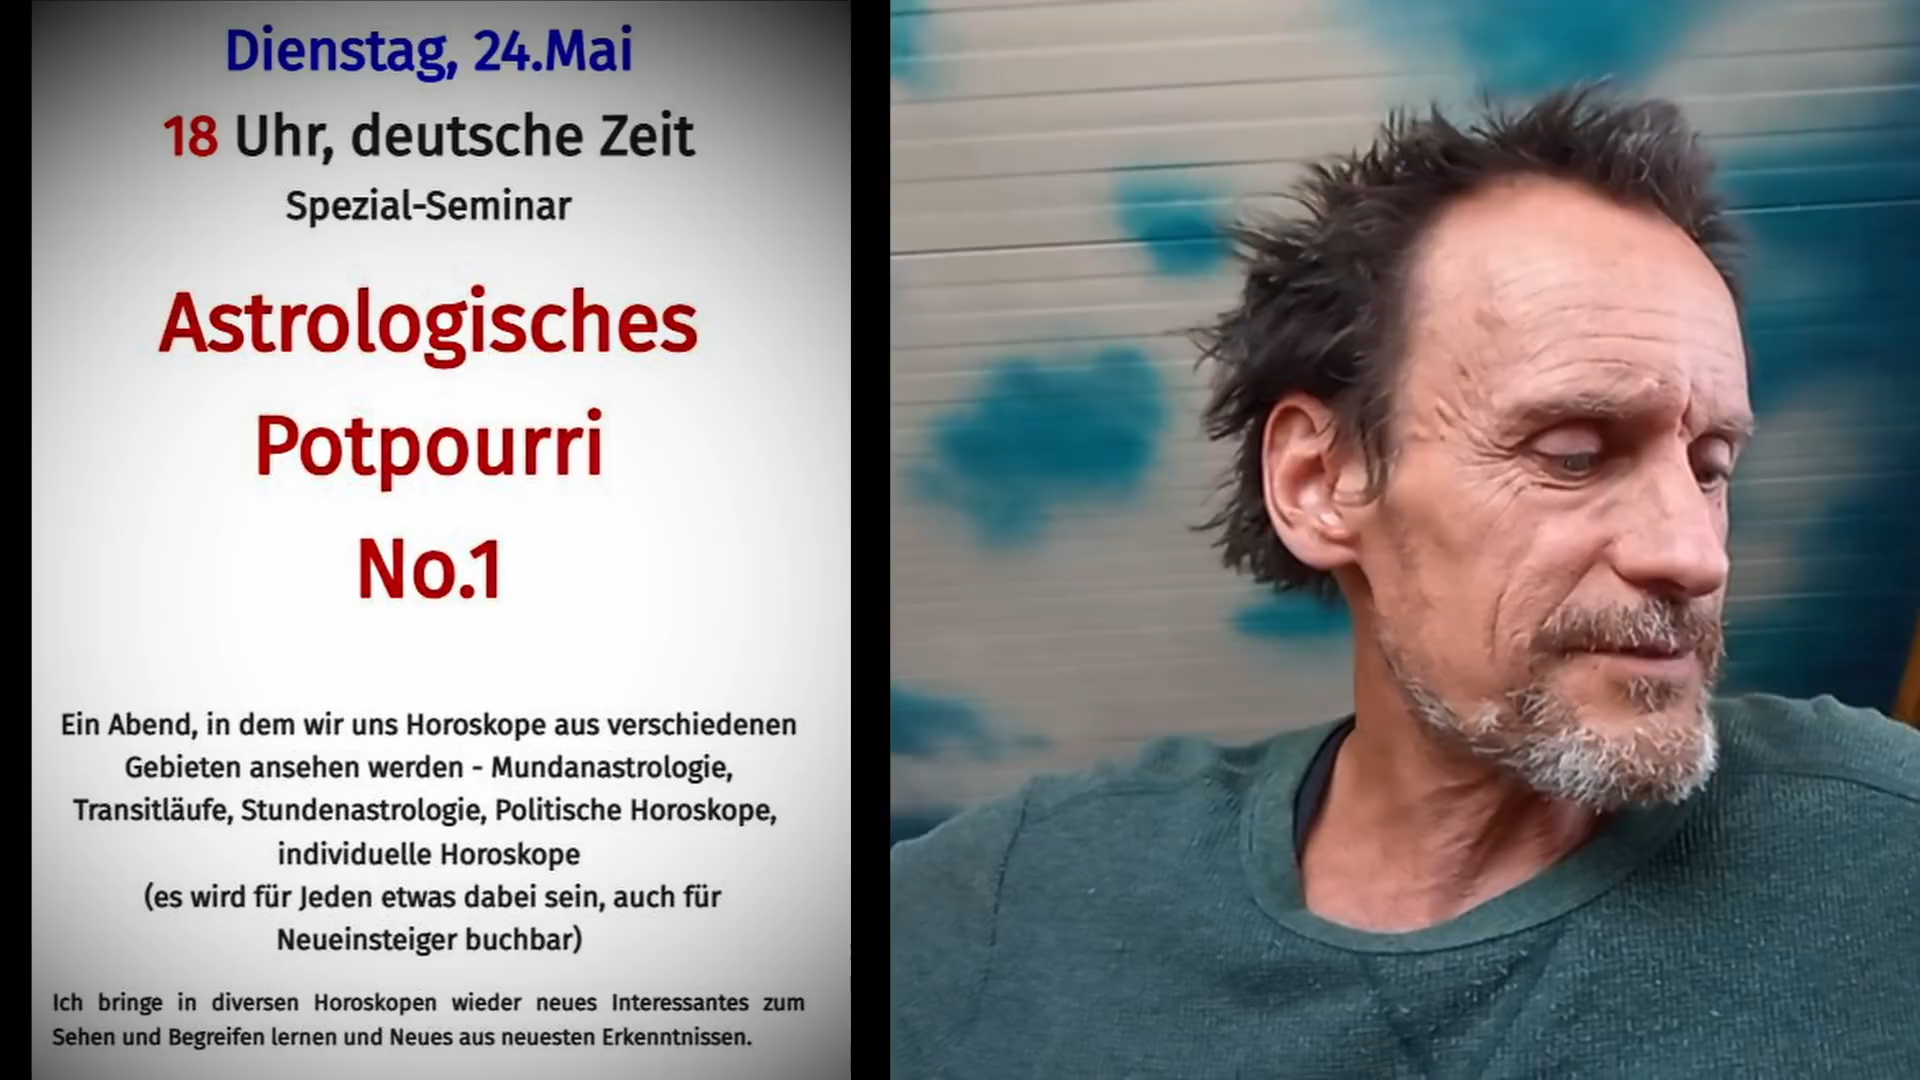 Dienstag, 24.Mai
18 Uhr, deutsche Zeit
Spezial-Seminar
Astrologisches
Potpourri
No.1
Ein Abend, in dem wir uns Horoskope aus verschiedenen
Gebieten ansehen werden - Mundanastrologie,
Transitläufe, Stundenastrologie, Politische Horoskope,
individuelle Horoskope
(es wird für Jeden etwas dabei sein, auch für
Neueinsteiger buchbar)
Ich bringe in diversen Horoskopen wieder neues Interessantes zum
Sehen und Begreifen lernen und Neues aus neuesten Erkenntnissen.